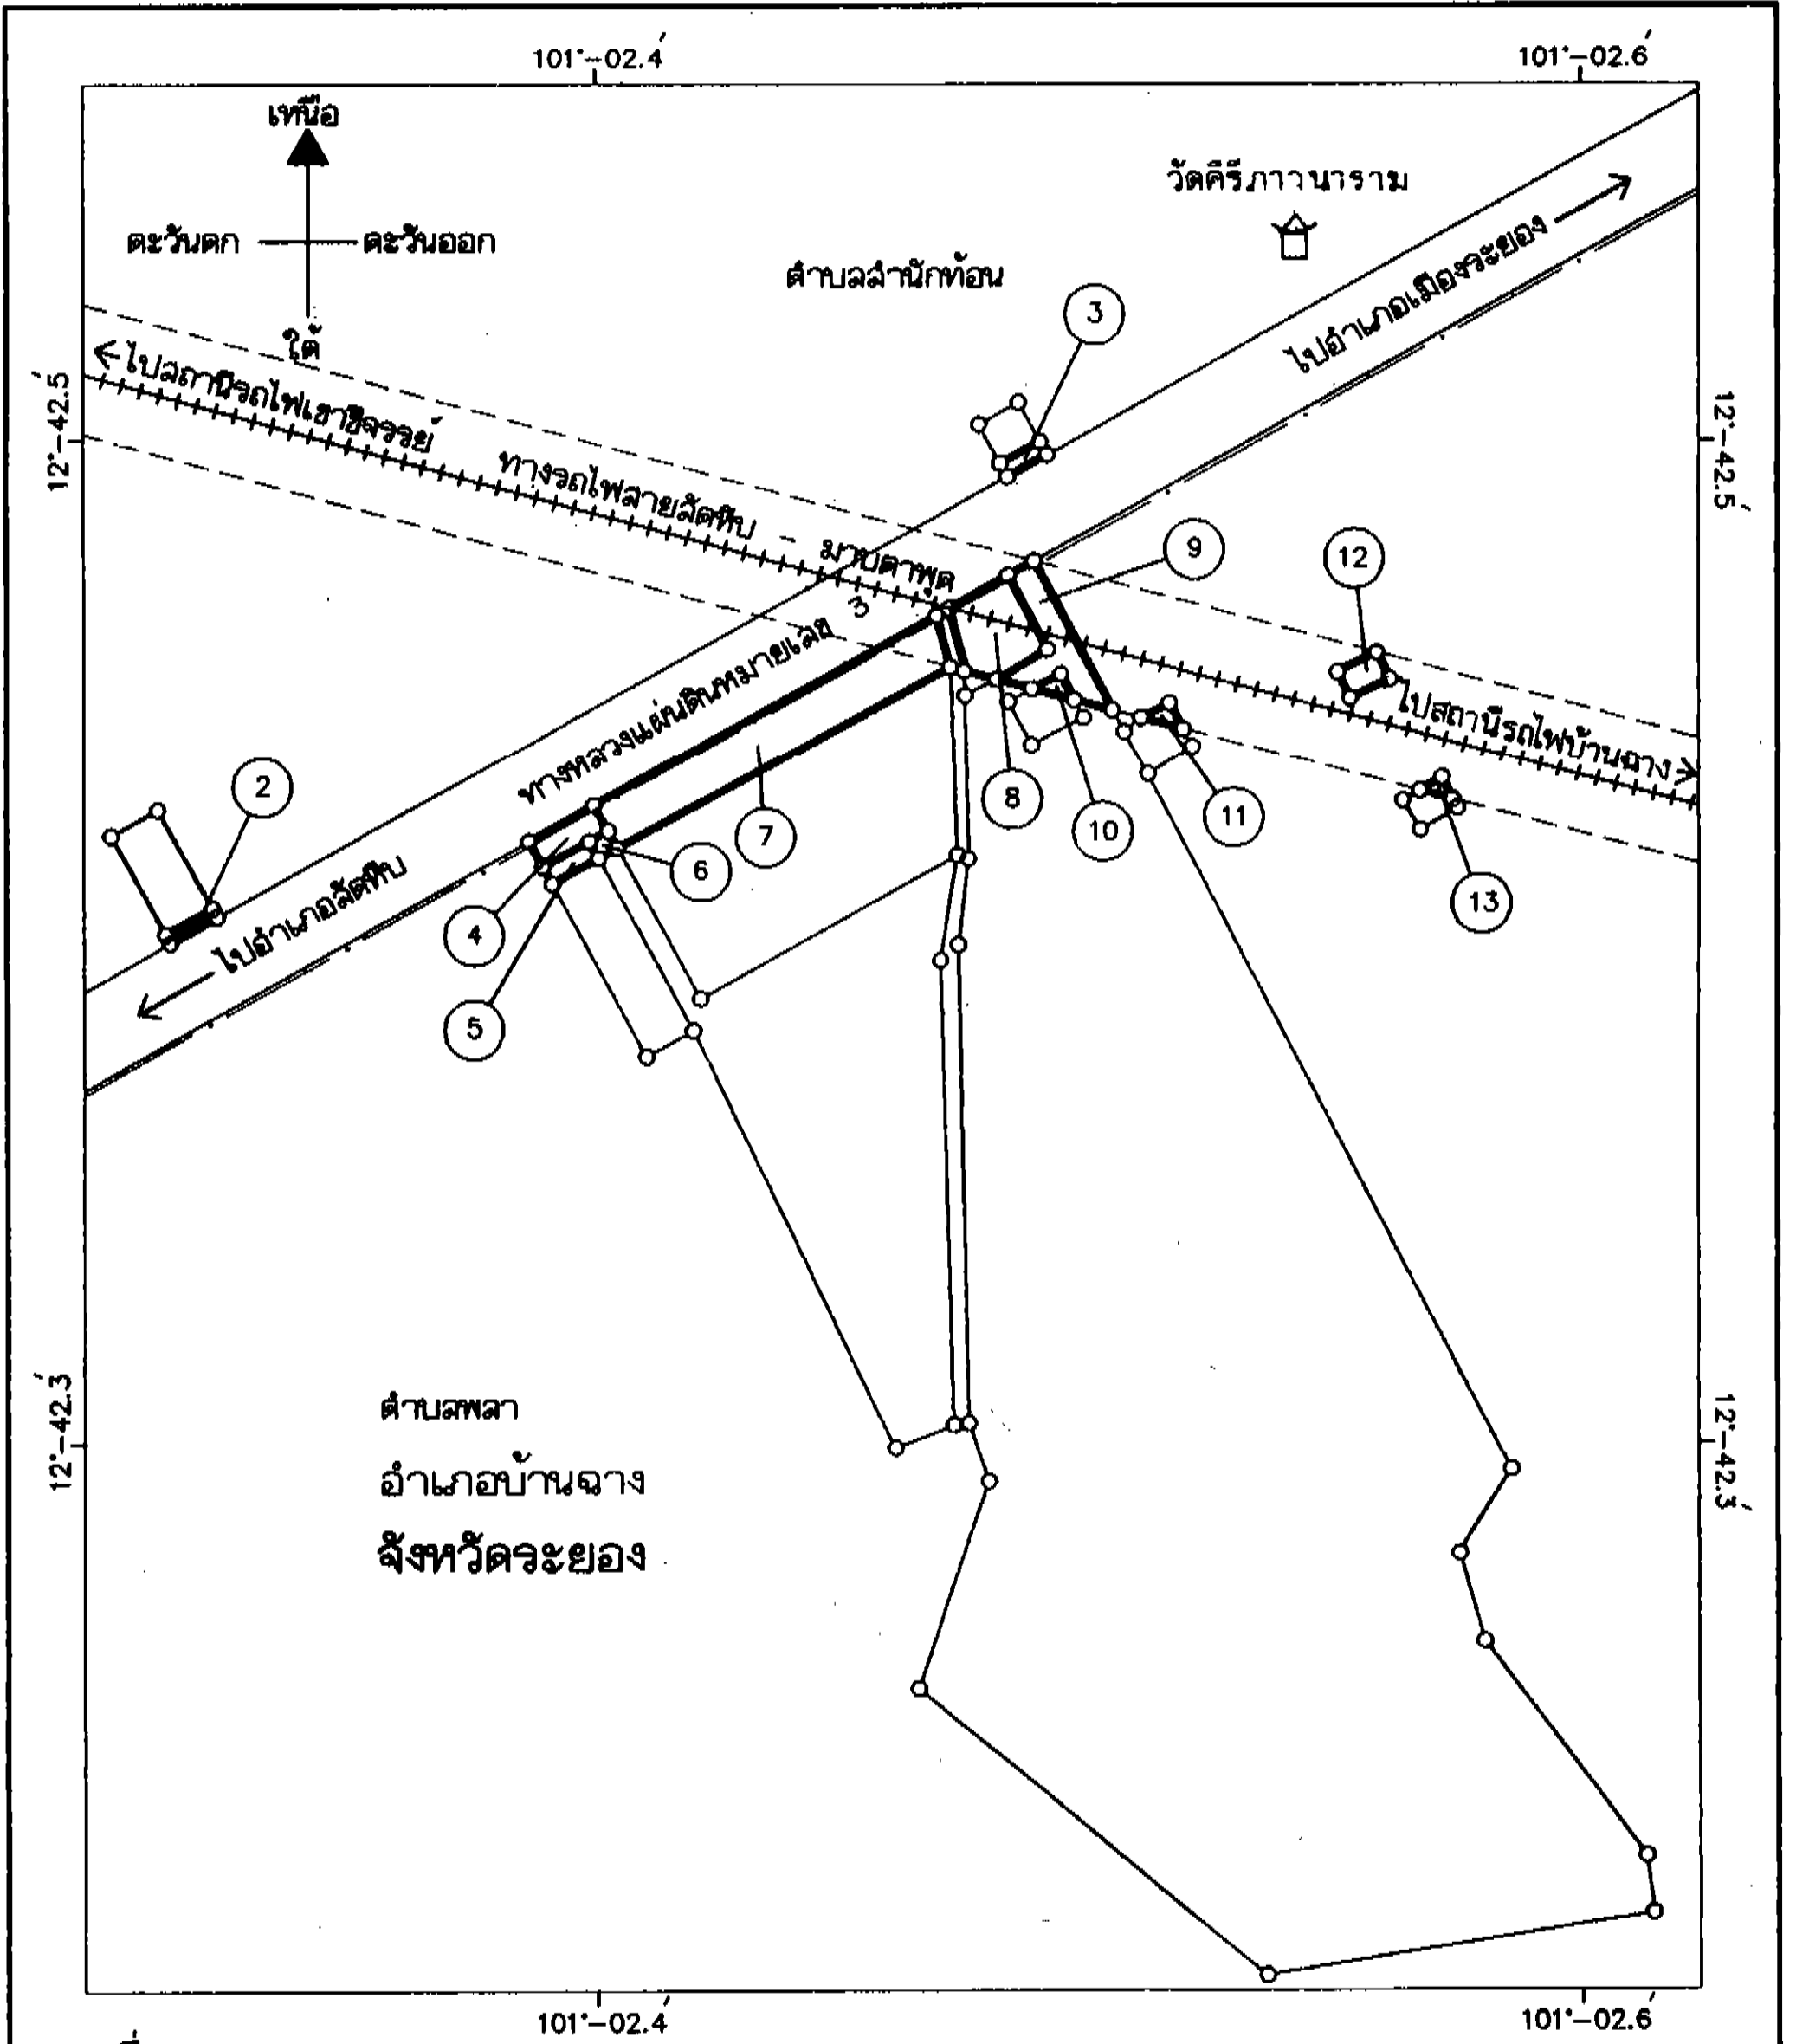 101°-02.4′
101°-02.6′
เหนือ
วัดคีรีภาวนาราม
ตะวันตก
ตะวันออก
ตำบลสำนักท้อน
ใต้
ไปอำเภอเมืองระยอง
3
←ไปสถานีรถไฟเขาชีจรรย์
12°-42.5′
12°-42.5′
ทางรถไฟสายสัตหีบ - มาบตาพุด
9
12
ทางหลวงแผ่นดินหมายเลข 3
ไปสถานีรถไฟบ้านฉาง→
2
8
7
10
11
6
13
4
← ไปอำเภอสัตหีบ
5
12°-42.3′
12°-42.3′
ตำบลพลา
อำเภอบ้านฉาง
จังหวัดระยอง
101°-02.4′
101°-02.6′